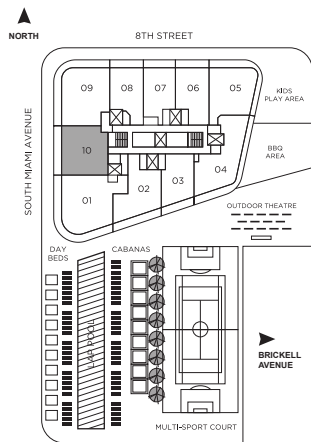 NORTH
8TH STREET
SOUTH MIAMI AVENUE
09
08
07
06
05
KIDS
PLAY AREA
10
BBQ
AREA
04
03
02
01
OUTDOOR THEATRE
DAY
BEDS
CABANAS
LAP POOL
BRICKELL
AVENUE
MULTI-SPORT COURT